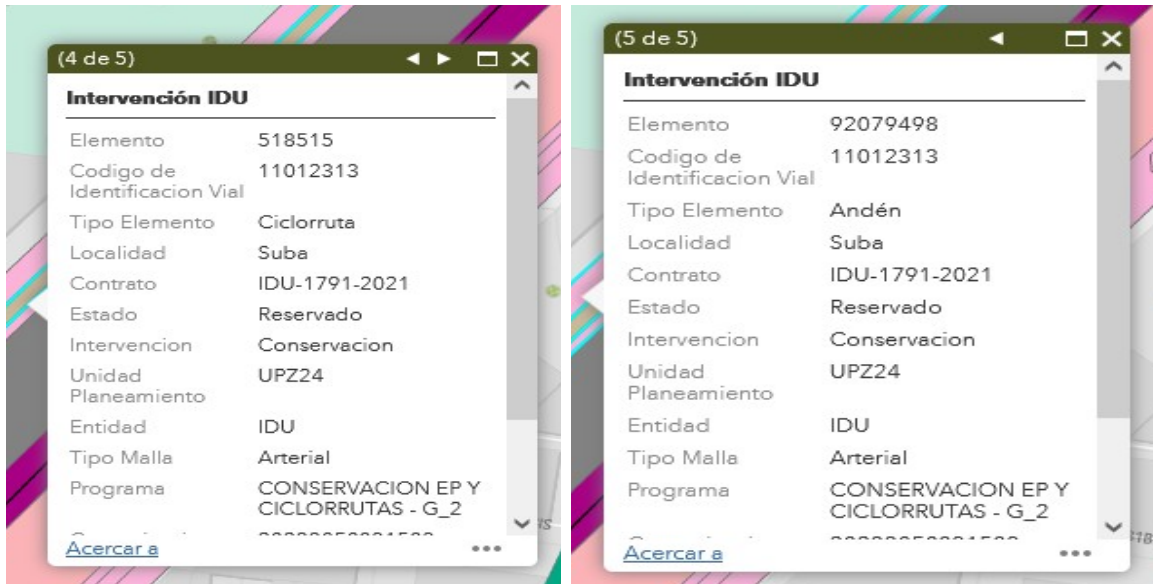 (4 de 5)
Intervención IDU
Elemento 518515
Codigo de 11012313
Identificacion Vial
Tipo Elemento Ciclorruta
Localidad Suba
Contrato IDU-1791-2021
Estado Reservado
Intervencion Conservacion
Unidad UPZ24
Planeamiento
Entidad IDU
Tipo Malla Arterial
Programa CONSERVACION EP Y
CICLORRUTAS - G_2
Acercar a
(5 de 5)
Intervención IDU
Elemento 92079498
Codigo de 11012313
Identificacion Vial
Tipo Elemento Andén
Localidad Suba
Contrato IDU-1791-2021
Estado Reservado
Intervencion Conservacion
Unidad UPZ24
Planeamiento
Entidad IDU
Tipo Malla Arterial
Programa CONSERVACION EP Y
CICLORRUTAS - G_2
Acercar a